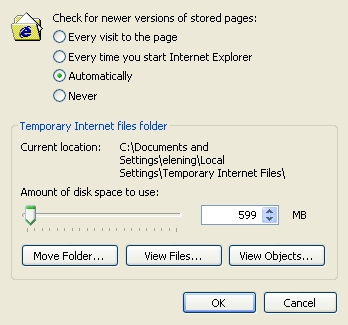 Check for newer versions of stored pages:
Every visit to the page
Every time you start Internet Explorer
Automatically
Never
Temporary Internet files folder
Current location: C:\Documents and
Settings\elening\Local
Settings\Temporary Internet Files\
Amount of disk space to use:
599 MB
Move Folder... View Files... View Objects...
OK Cancel